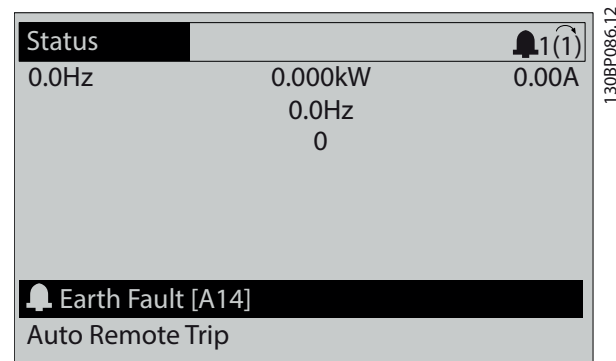 Status 1(1)
0.0Hz 0.000kW 0.00A
0.0Hz
0
Earth Fault [A14]
Auto Remote Trip
130BP086.12